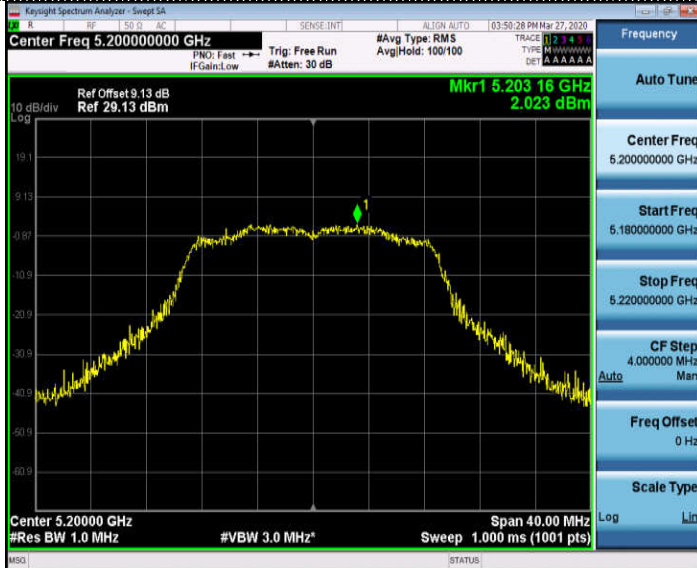 Keysight Spectrum Analyzer - Swept SA
R RF 50 Ω AC SENSE:INT ALIGN AUTO 03:50:28 PM Mar 27, 2020
Center Freq 5.200000000 GHz
PNO: Fast
IFGain:Low
Trig: Free Run
#Atten: 30 dB
#Avg Type: RMS
Avg|Hold: 100/100
TRACE 1 2 3 4 5 6
TYPE M WWWWW
DET A A A A A A
Ref Offset 9.13 dB
Ref 29.13 dBm
10 dB/div
Log
Mkr1 5.203 16 GHz
2.023 dBm
1
19.1
9.13
-0.87
-10.9
-20.9
-30.9
-40.9
-50.9
-60.9
Center 5.20000 GHz
Span 40.00 MHz
#Res BW 1.0 MHz
#VBW 3.0 MHz*
Sweep 1.000 ms (1001 pts)
MSG
STATUS
Frequency
Auto Tune
Center Freq
5.200000000 GHz
Start Freq
5.180000000 GHz
Stop Freq
5.220000000 GHz
CF Step
4.000000 MHz
Auto Man
Freq Offset
0 Hz
Scale Type
Log Lin